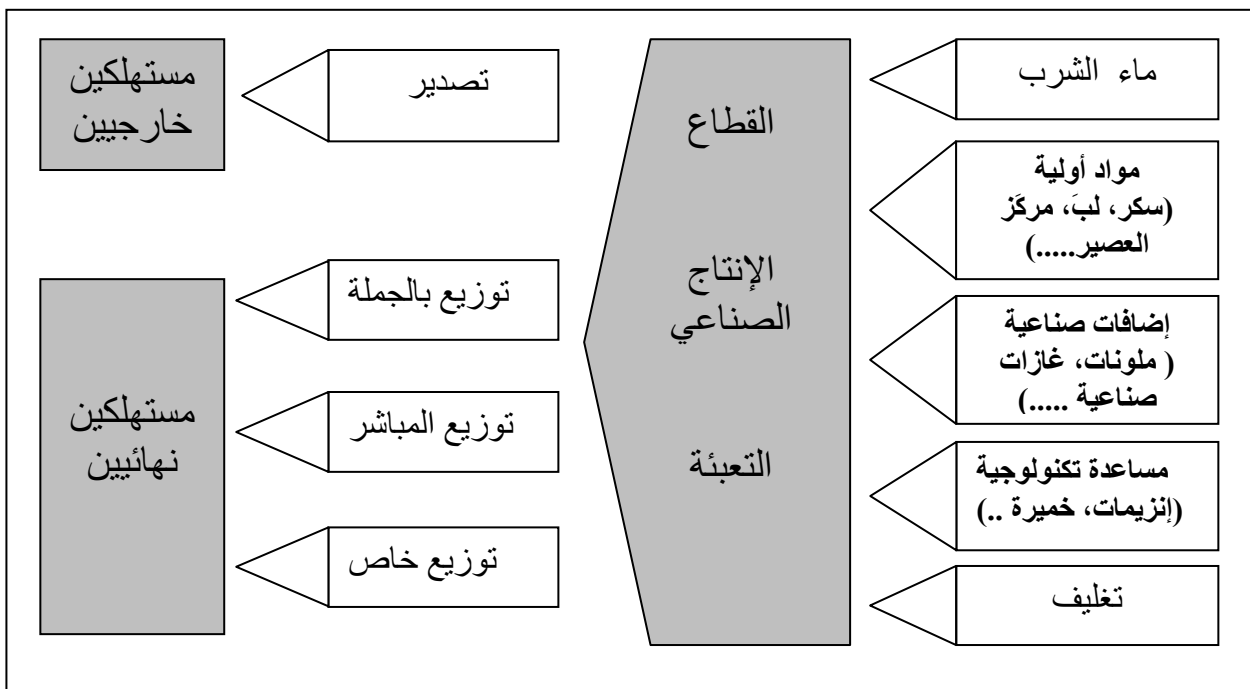 ماء الشرب
مواد أولية
(سكر، لبَ، مركَز
العصير.....)
إضافات صناعية
( ملونات، غازات
صناعية .....)
مساعدة تكنولوجية
(إنزيمات، خميرة ..)
تغليف
القطاع
الإنتاج
الصناعي
التعبئة
تصدير
توزيع بالجملة
توزيع المباشر
توزيع خاص
مستهلكين
خارجيين
مستهلكين
نهائيين